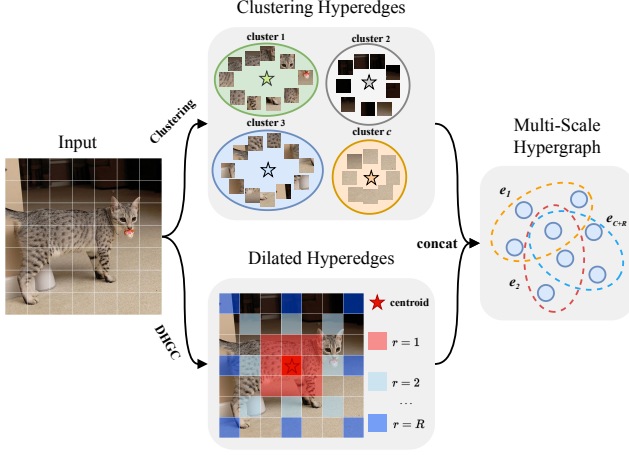 Clustering Hyperedges
cluster 1
cluster 2
cluster 3
cluster c
Input
Clustering
DHGC
Dilated Hyperedges
centroid
r = 1
r = 2
...
r = R
concat
Multi-Scale
Hypergraph
e1
eC+R
e2